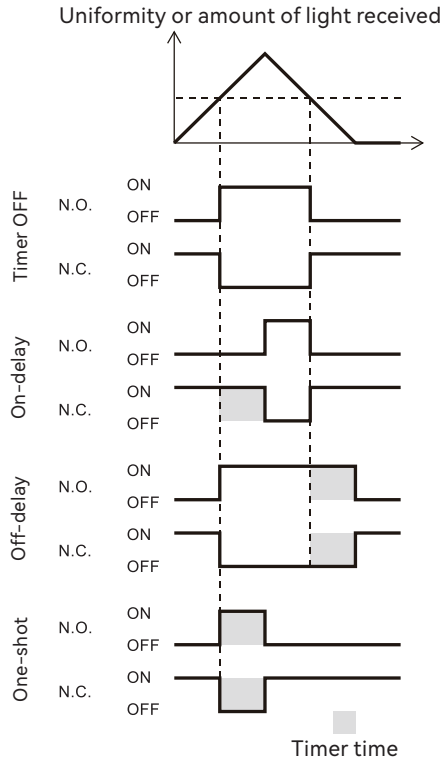 Uniformity or amount of light received
Timer OFF
N.O.
ON
OFF
N.C.
ON
OFF
On-delay
N.O.
ON
OFF
N.C.
ON
OFF
Off-delay
N.O.
ON
OFF
N.C.
ON
OFF
One-shot
N.O.
ON
OFF
N.C.
ON
OFF
Timer time